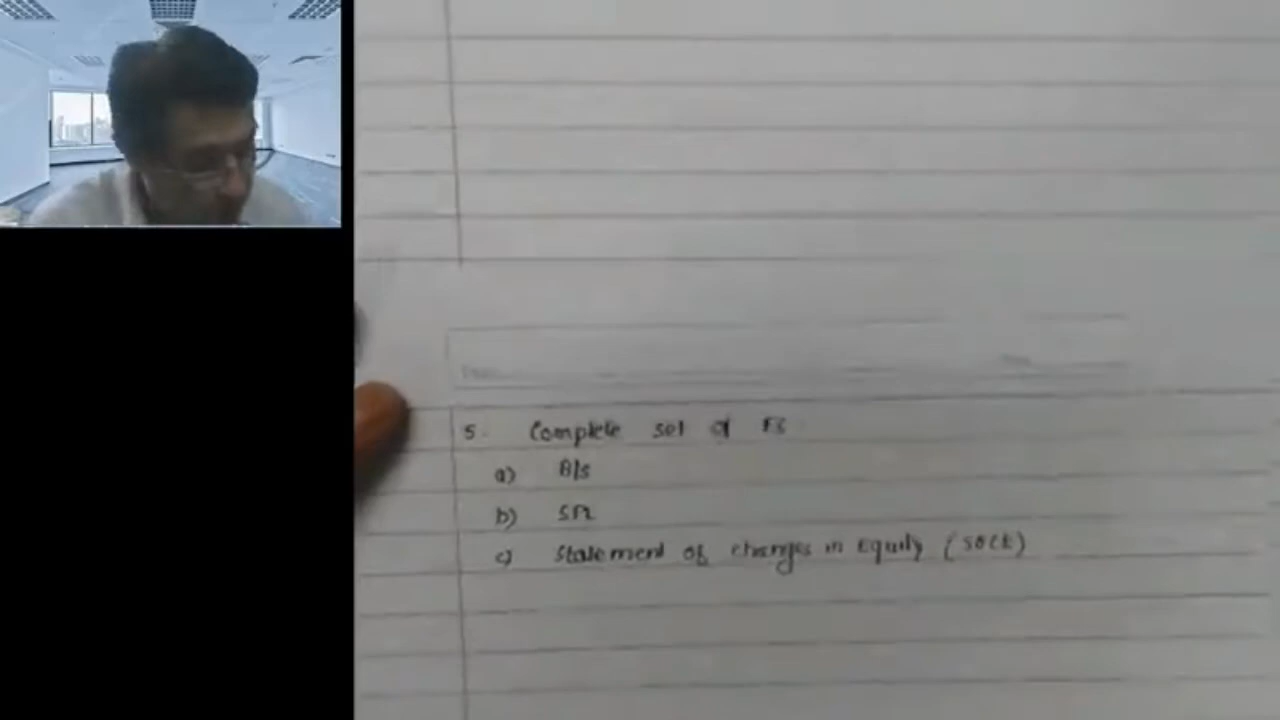 5. Complete set of FS
a) B/S
b) SPL
c) Statement of changes in Equity (SOCE)